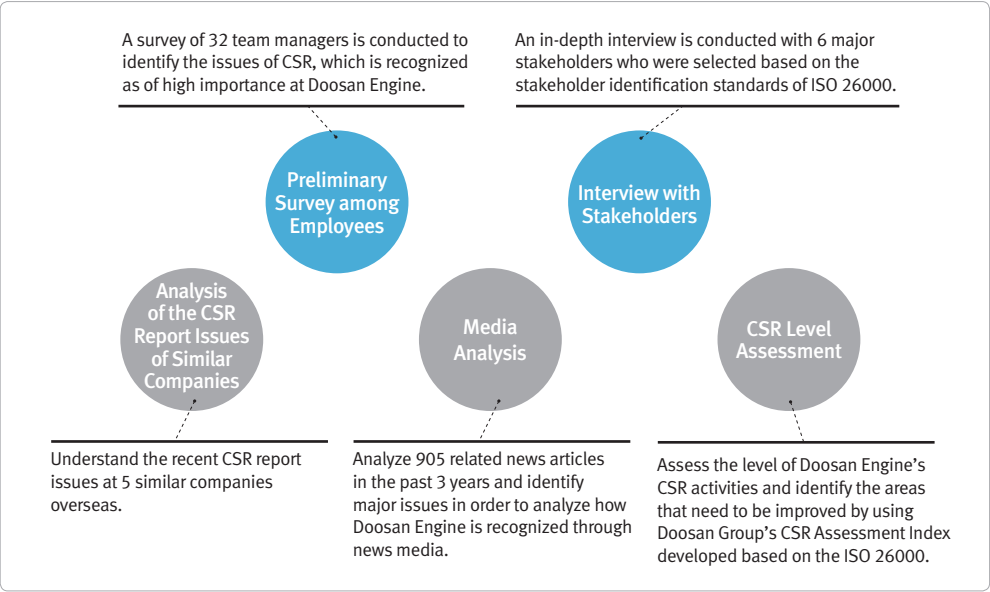 A survey of 32 team managers is conducted to
identify the issues of CSR, which is recognized
as of high importance at Doosan Engine.
An in-depth interview is conducted with 6 major
stakeholders who were selected based on the
stakeholder identification standards of ISO 26000.
Preliminary
Survey among
Employees
Interview with
Stakeholders
Analysis
of the CSR
Report Issues
of Similar
Companies
Media
Analysis
CSR Level
Assessment
Understand the recent CSR report
issues at 5 similar companies
overseas.
Analyze 905 related news articles
in the past 3 years and identify
major issues in order to analyze how
Doosan Engine is recognized through
news media.
Assess the level of Doosan Engine’s
CSR activities and identify the areas
that need to be improved by using
Doosan Group’s CSR Assessment Index
developed based on the ISO 26000.